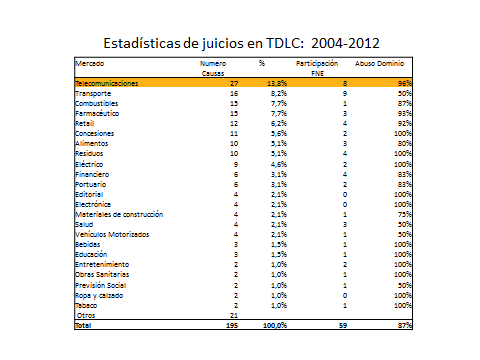 Estadísticas de juicios en TDLC: 2004-2012
Mercado Numero Causas % Participación FNE Abuso Dominio
Telecomunicaciones 27 13,8% 8 96%
Transporte 16 8,2% 9 50%
Combustibles 15 7,7% 1 87%
Farmacéutico 15 7,7% 3 93%
Retail 12 6,2% 4 92%
Concesiones 11 5,6% 2 100%
Alimentos 10 5,1% 3 80%
Residuos 10 5,1% 4 100%
Eléctrico 9 4,6% 2 100%
Financiero 6 3,1% 4 83%
Portuario 6 3,1% 2 83%
Editorial 4 2,1% 0 100%
Electrónica 4 2,1% 0 100%
Materiales de construcción 4 2,1% 1 75%
Salud 4 2,1% 3 50%
Vehículos Motorizados 4 2,1% 1 50%
Bebidas 3 1,5% 1 100%
Educación 3 1,5% 1 100%
Entretenimiento 2 1,0% 2 100%
Obras Sanitarias 2 1,0% 1 100%
Previsión Social 2 1,0% 1 50%
Ropa y calzado 2 1,0% 0 100%
Tabaco 2 1,0% 1 100%
Otros 21
Total 195 100,0% 59 87%